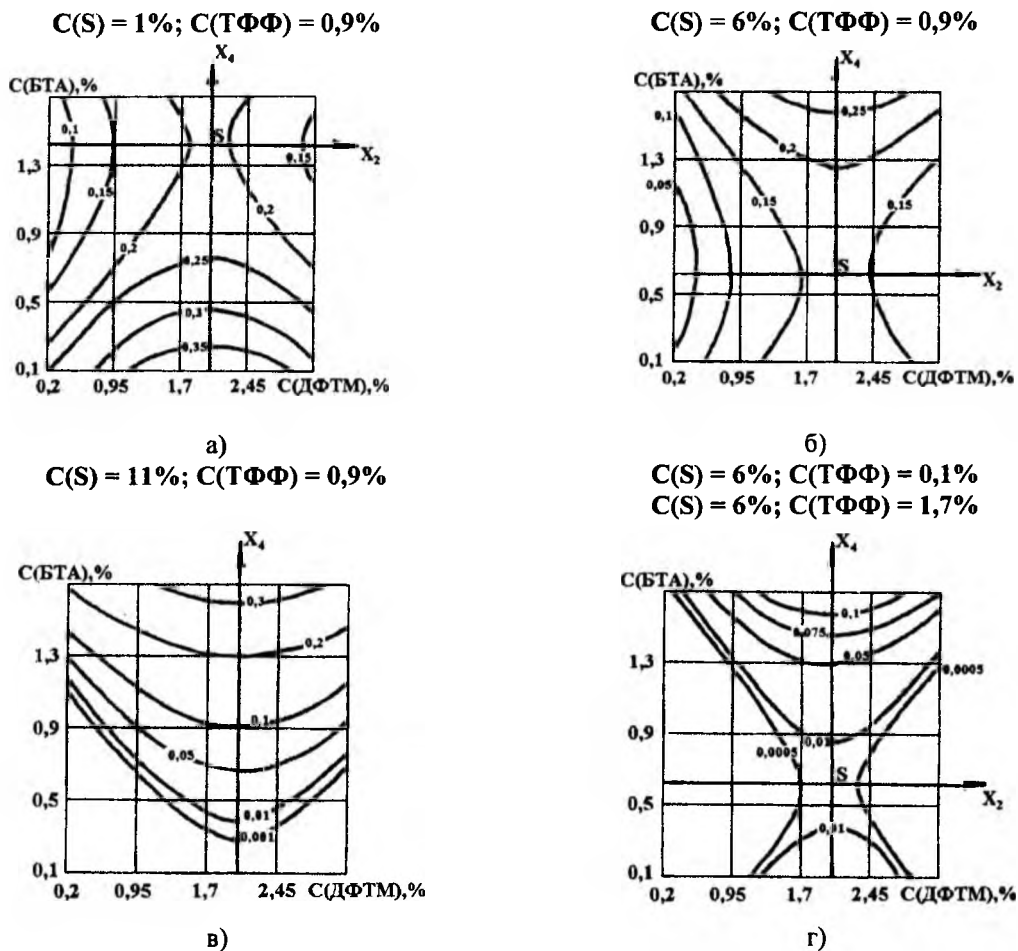 C(S) = 1%; C(ТФФ) = 0,9%
X₄
C(БТА),%
0,1
0,15
S
X₂
0,15
1,3
0,2
0,2
0,9
0,25
0,5
0,3
0,35
0,1
0,2 0,95 1,7 2,45 C(ДФТМ),%
а)
C(S) = 6%; C(ТФФ) = 0,9%
X₄
C(БТА),%
0,1
0,25
0,2
1,3
0,05
0,15
0,15
0,9
S
X₂
0,5
0,1
0,2 0,95 1,7 2,45 C(ДФТМ),%
б)
C(S) = 11%; C(ТФФ) = 0,9%
X₄
C(БТА),%
0,3
0,2
1,3
0,9
0,1
0,05
0,5
0,01
0,001
0,1
0,2 0,95 1,7 2,45 C(ДФТМ),%
в)
C(S) = 6%; C(ТФФ) = 0,1%
C(S) = 6%; C(ТФФ) = 1,7%
X₄
C(БТА),%
0,1
0,075
0,05
1,3
0,0005
0,9
0,01
0,0005
S
X₂
0,5
0,01
0,1
0,2 0,95 1,7 2,45 C(ДФТМ),%
г)